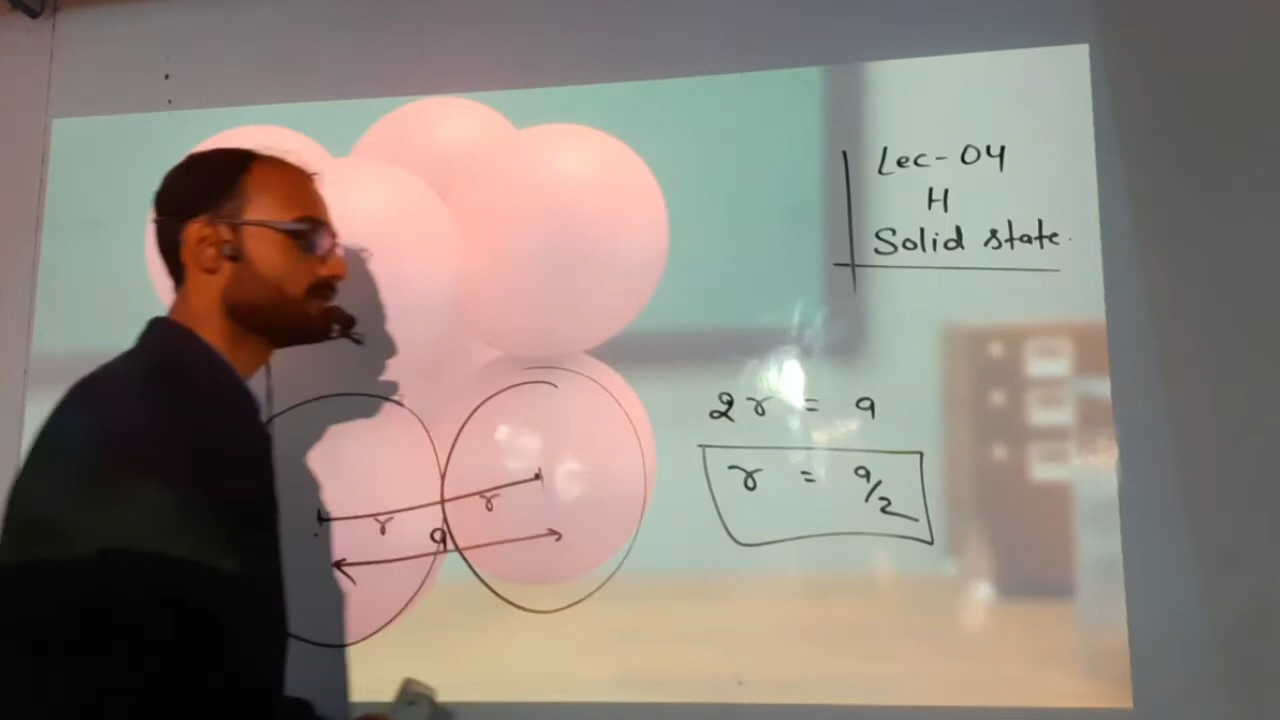 Lec-04
H
Solid state.
2r = a
r = a/2
r
r
a